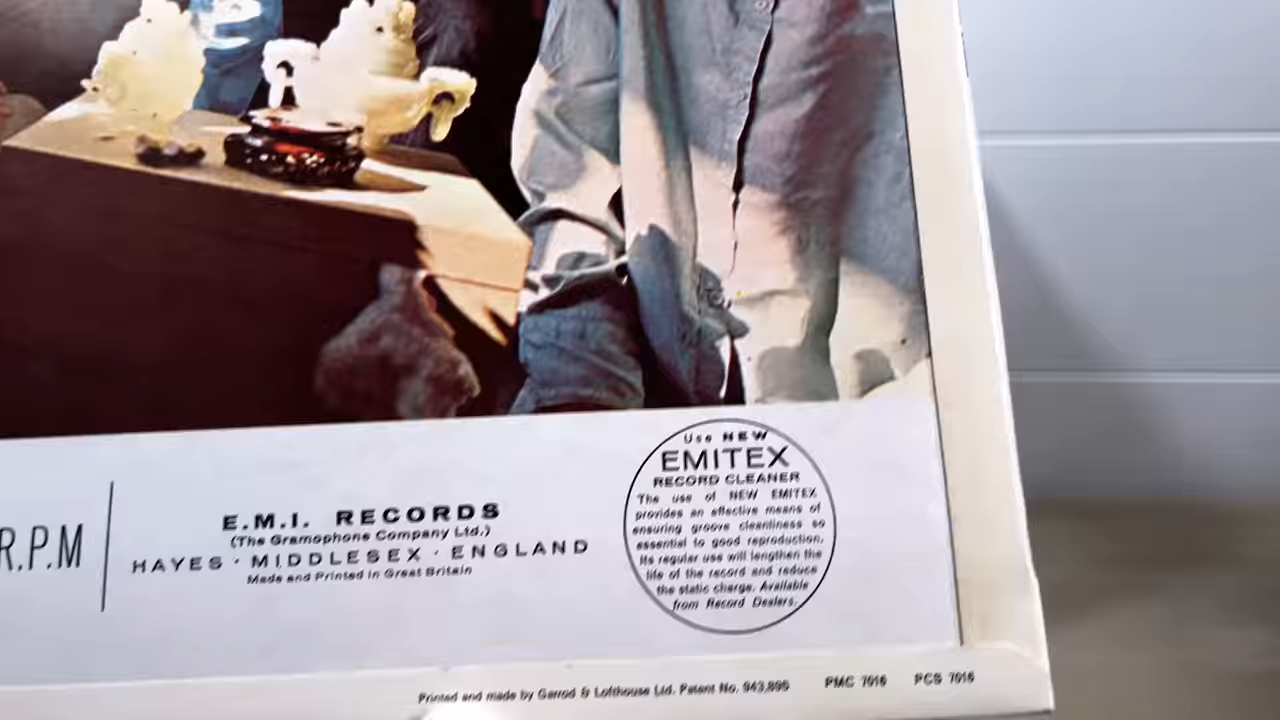 R.P.M
E.M.I. RECORDS
(The Gramophone Company Ltd.)
HAYES · MIDDLESEX · ENGLAND
Made and Printed in Great Britain
Use NEW
EMITEX
RECORD CLEANER
The use of NEW EMITEX
provides an effective means of
ensuring groove cleanliness so
essential to good reproduction.
Its regular use will lengthen the
life of the record and reduce
the static charge. Available
from Record Dealers.
Printed and made by Garrod & Lofthouse Ltd. Patent No. 943,895 PMC 7016 PCS 7016